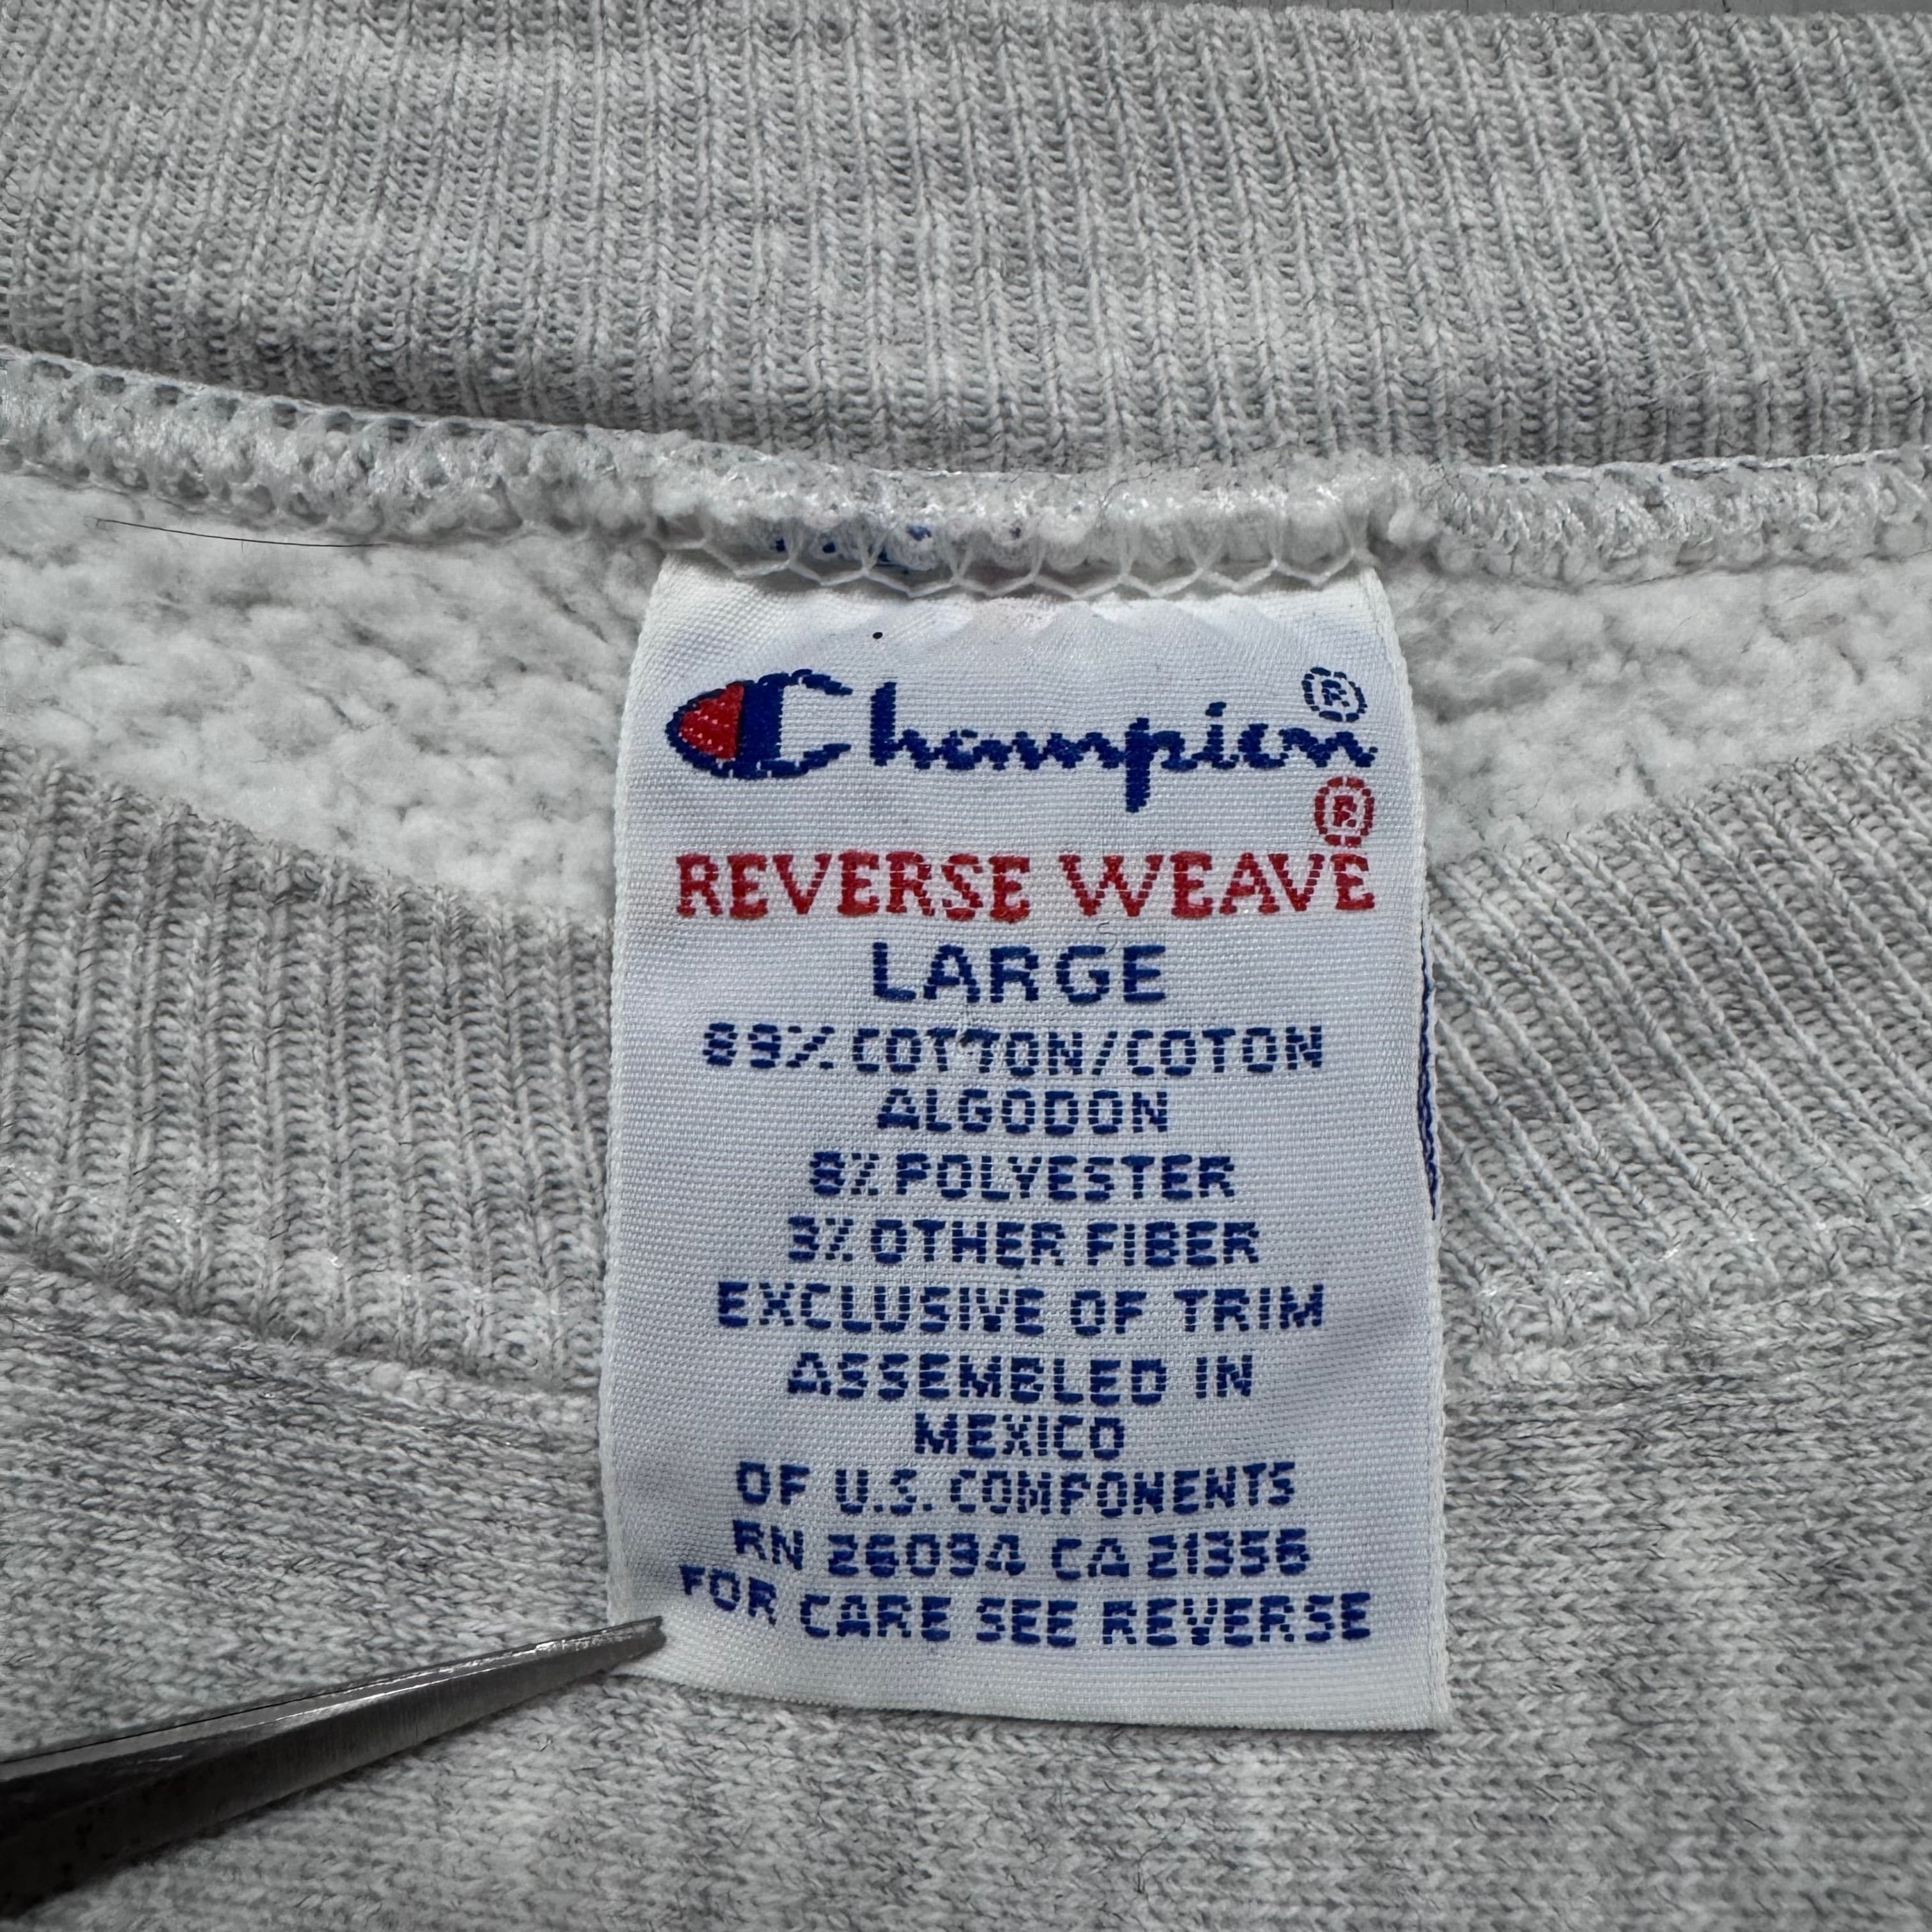 Champion®
®
REVERSE WEAVE
LARGE
89% COTTON/COTON
ALGODON
8% POLYESTER
3% OTHER FIBER
EXCLUSIVE OF TRIM
ASSEMBLED IN
MEXICO
OF U.S. COMPONENTS
RN 26094 CA 21356
FOR CARE SEE REVERSE